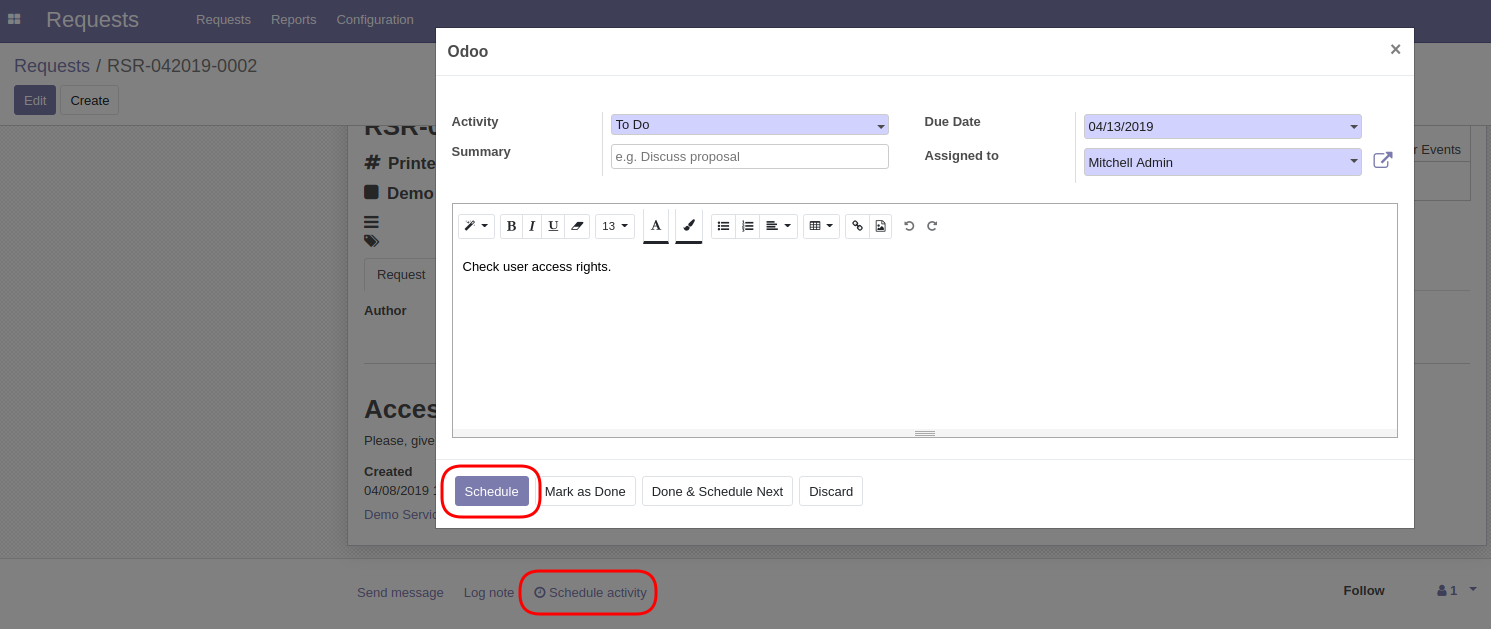 Requests Requests Reports Configuration
Requests / RSR-042019-0002
Edit Create
Odoo ×
Activity To Do Due Date 04/13/2019
Summary e.g. Discuss proposal Assigned to Mitchell Admin
B I U 13 A
Check user access rights.
Schedule Mark as Done Done & Schedule Next Discard
# Printe
Demo
r Events
Request
Author
Acces
Please, give
Created
04/08/2019
Demo Servic
Send message Log note Schedule activity Follow 1